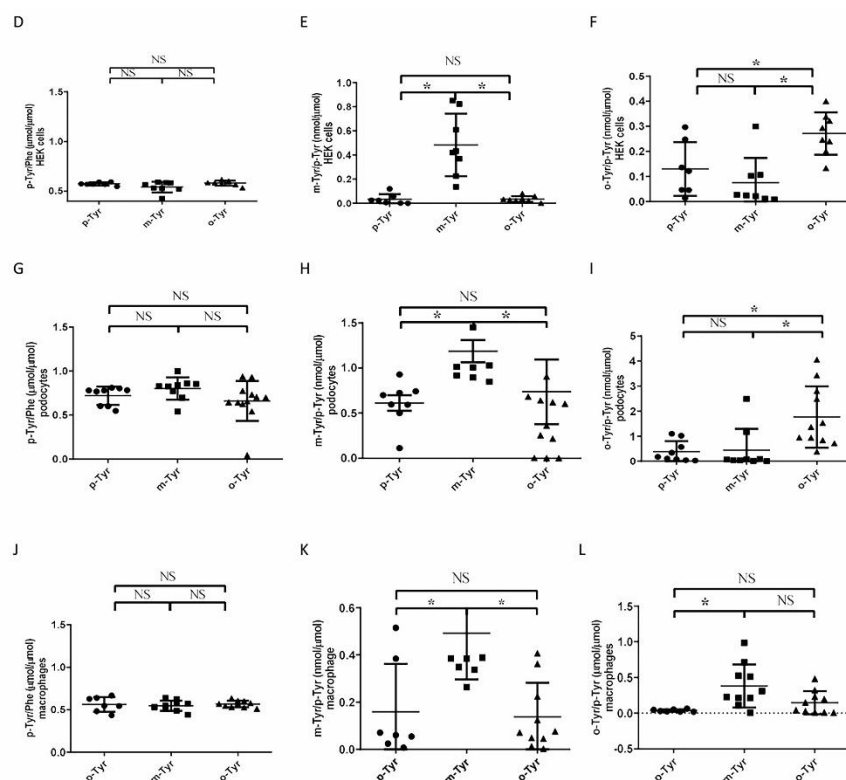 D
NS
NS NS
p-Tyr/Phe (µmol/µmol)
HEK cells
1.5
1.0
0.5
p-Tyr m-Tyr o-Tyr
E
NS
* *
m-Tyr/p-Tyr (nmol/µmol)
HEK cells
1.0
0.8
0.6
0.4
0.2
0.0
p-Tyr m-Tyr o-Tyr
F
*
NS *
o-Tyr/p-Tyr (nmol/µmol)
HEK cells
0.5
0.4
0.3
0.2
0.1
0.0
p-Tyr m-Tyr o-Tyr
G
NS
NS NS
p-Tyr/Phe (µmol/µmol)
podocytes
1.5
1.0
0.5
0.0
p-Tyr m-Tyr o-Tyr
H
NS
* *
m-Tyr/p-Tyr (nmol/µmol)
podocytes
1.5
1.0
0.5
0.0
p-Tyr m-Tyr o-Tyr
I
*
NS *
o-Tyr/p-Tyr (nmol/µmol)
podocytes
5
4
3
2
1
0
p-Tyr m-Tyr o-Tyr
J
NS
NS NS
p-Tyr/Phe (µmol/µmol)
macrophages
1.5
1.0
0.5
0.0
o-Tyr m-Tyr o-Tyr
K
NS
* *
m-Tyr/p-Tyr (nmol/µmol)
macrophage
0.6
0.4
0.2
0.0
p-Tyr m-Tyr o-Tyr
L
NS
* NS
o-Tyr/p-Tyr (nmol/µmol)
macrophages
1.5
1.0
0.5
0.0
-0.5
o-Tyr m-Tyr o-Tyr